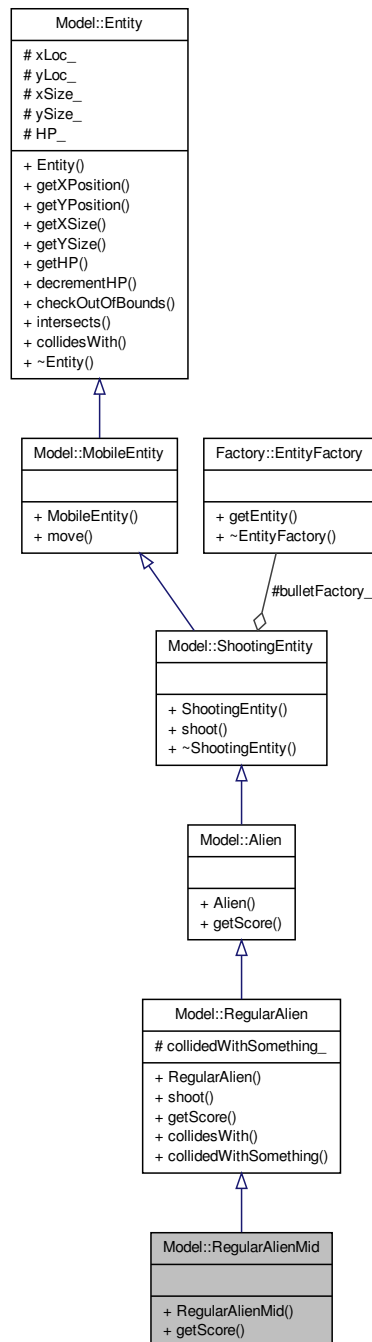 Model::Entity
# xLoc_
# yLoc_
# xSize_
# ySize_
# HP_
+ Entity()
+ getXPosition()
+ getYPosition()
+ getXSize()
+ getYSize()
+ getHP()
+ decrementHP()
+ checkOutOfBounds()
+ intersects()
+ collidesWith()
+ ~Entity()
Model::MobileEntity
+ MobileEntity()
+ move()
Factory::EntityFactory
+ getEntity()
+ ~EntityFactory()
#bulletFactory_
Model::ShootingEntity
+ ShootingEntity()
+ shoot()
+ ~ShootingEntity()
Model::Alien
+ Alien()
+ getScore()
Model::RegularAlien
# collidedWithSomething_
+ RegularAlien()
+ shoot()
+ getScore()
+ collidesWith()
+ collidedWithSomething()
Model::RegularAlienMid
+ RegularAlienMid()
+ getScore()